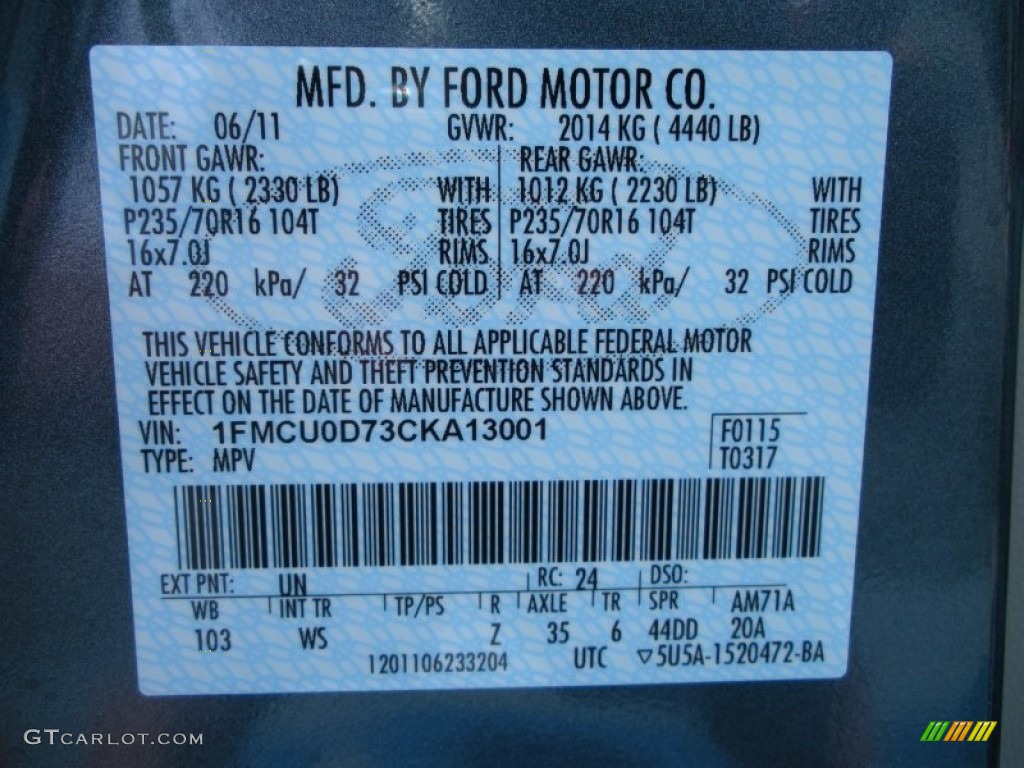 MFD. BY FORD MOTOR CO.
DATE: 06/11 GVWR: 2014 KG ( 4440 LB)
FRONT GAWR: REAR GAWR:
1057 KG ( 2330 LB) WITH 1012 KG ( 2230 LB) WITH
P235/70R16 104T TIRES P235/70R16 104T TIRES
16x7.0J RIMS 16x7.0J RIMS
AT 220 kPa/ 32 PSI COLD AT 220 kPa/ 32 PSI COLD
THIS VEHICLE CONFORMS TO ALL APPLICABLE FEDERAL MOTOR
VEHICLE SAFETY AND THEFT PREVENTION STANDARDS IN
EFFECT ON THE DATE OF MANUFACTURE SHOWN ABOVE.
VIN: 1FMCU0D73CKA13001 F0115
TYPE: MPV T0317
EXT PNT: UN RC: 24 DSO:
WB INT TR TP/PS R AXLE TR SPR AM71A
103 WS Z 35 6 44DD 20A
1201106233204 UTC ▽5U5A-1520472-BA
GTCARLOT.COM